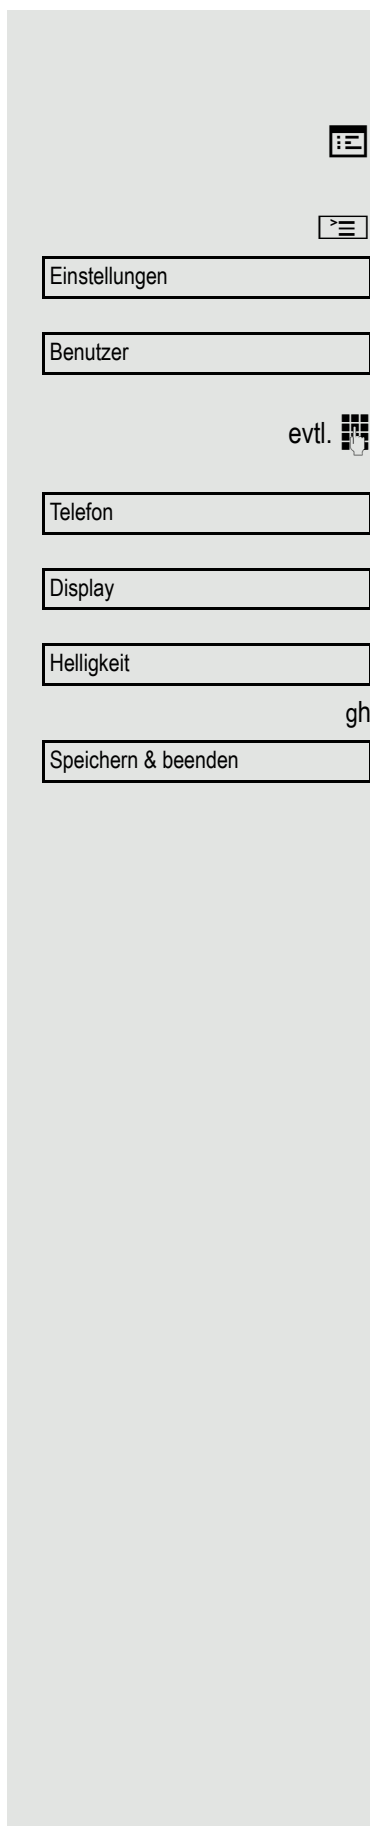 Einstellungen
Benutzer
evtl.
Telefon
Display
Helligkeit
gh
Speichern & beenden